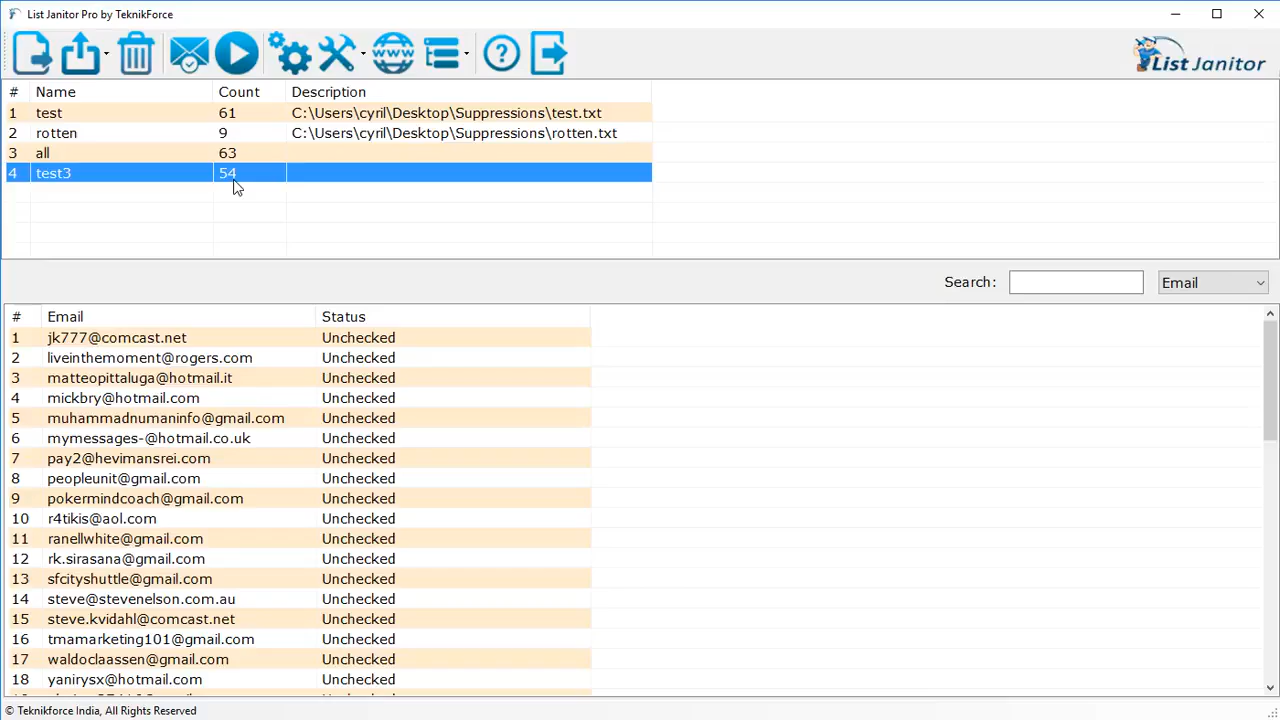 List Janitor Pro by TeknikForce
WWW
?
List Janitor
# Name Count Description
1 test 61 C:\Users\cyril\Desktop\Suppressions\test.txt
2 rotten 9 C:\Users\cyril\Desktop\Suppressions\rotten.txt
3 all 63
4 test3 54
Search: Email
# Email Status
1 jk777@comcast.net Unchecked
2 liveinthemoment@rogers.com Unchecked
3 matteopittaluga@hotmail.it Unchecked
4 mickbry@hotmail.com Unchecked
5 muhammadnumaninfo@gmail.com Unchecked
6 mymessages-@hotmail.co.uk Unchecked
7 pay2@hevimansrei.com Unchecked
8 peopleunit@gmail.com Unchecked
9 pokermindcoach@gmail.com Unchecked
10 r4tikis@aol.com Unchecked
11 ranellwhite@gmail.com Unchecked
12 rk.sirasana@gmail.com Unchecked
13 sfcityshuttle@gmail.com Unchecked
14 steve@stevenelson.com.au Unchecked
15 steve.kvidahl@comcast.net Unchecked
16 tmamarketing101@gmail.com Unchecked
17 waldoclaassen@gmail.com Unchecked
18 yanirysx@hotmail.com Unchecked
© Teknikforce India, All Rights Reserved